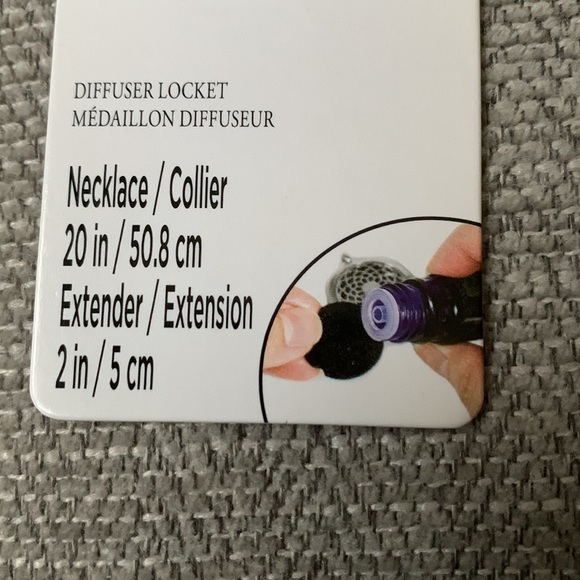 DIFFUSER LOCKET
MÉDAILLON DIFFUSEUR
Necklace / Collier
20 in / 50.8 cm
Extender / Extension
2 in / 5 cm